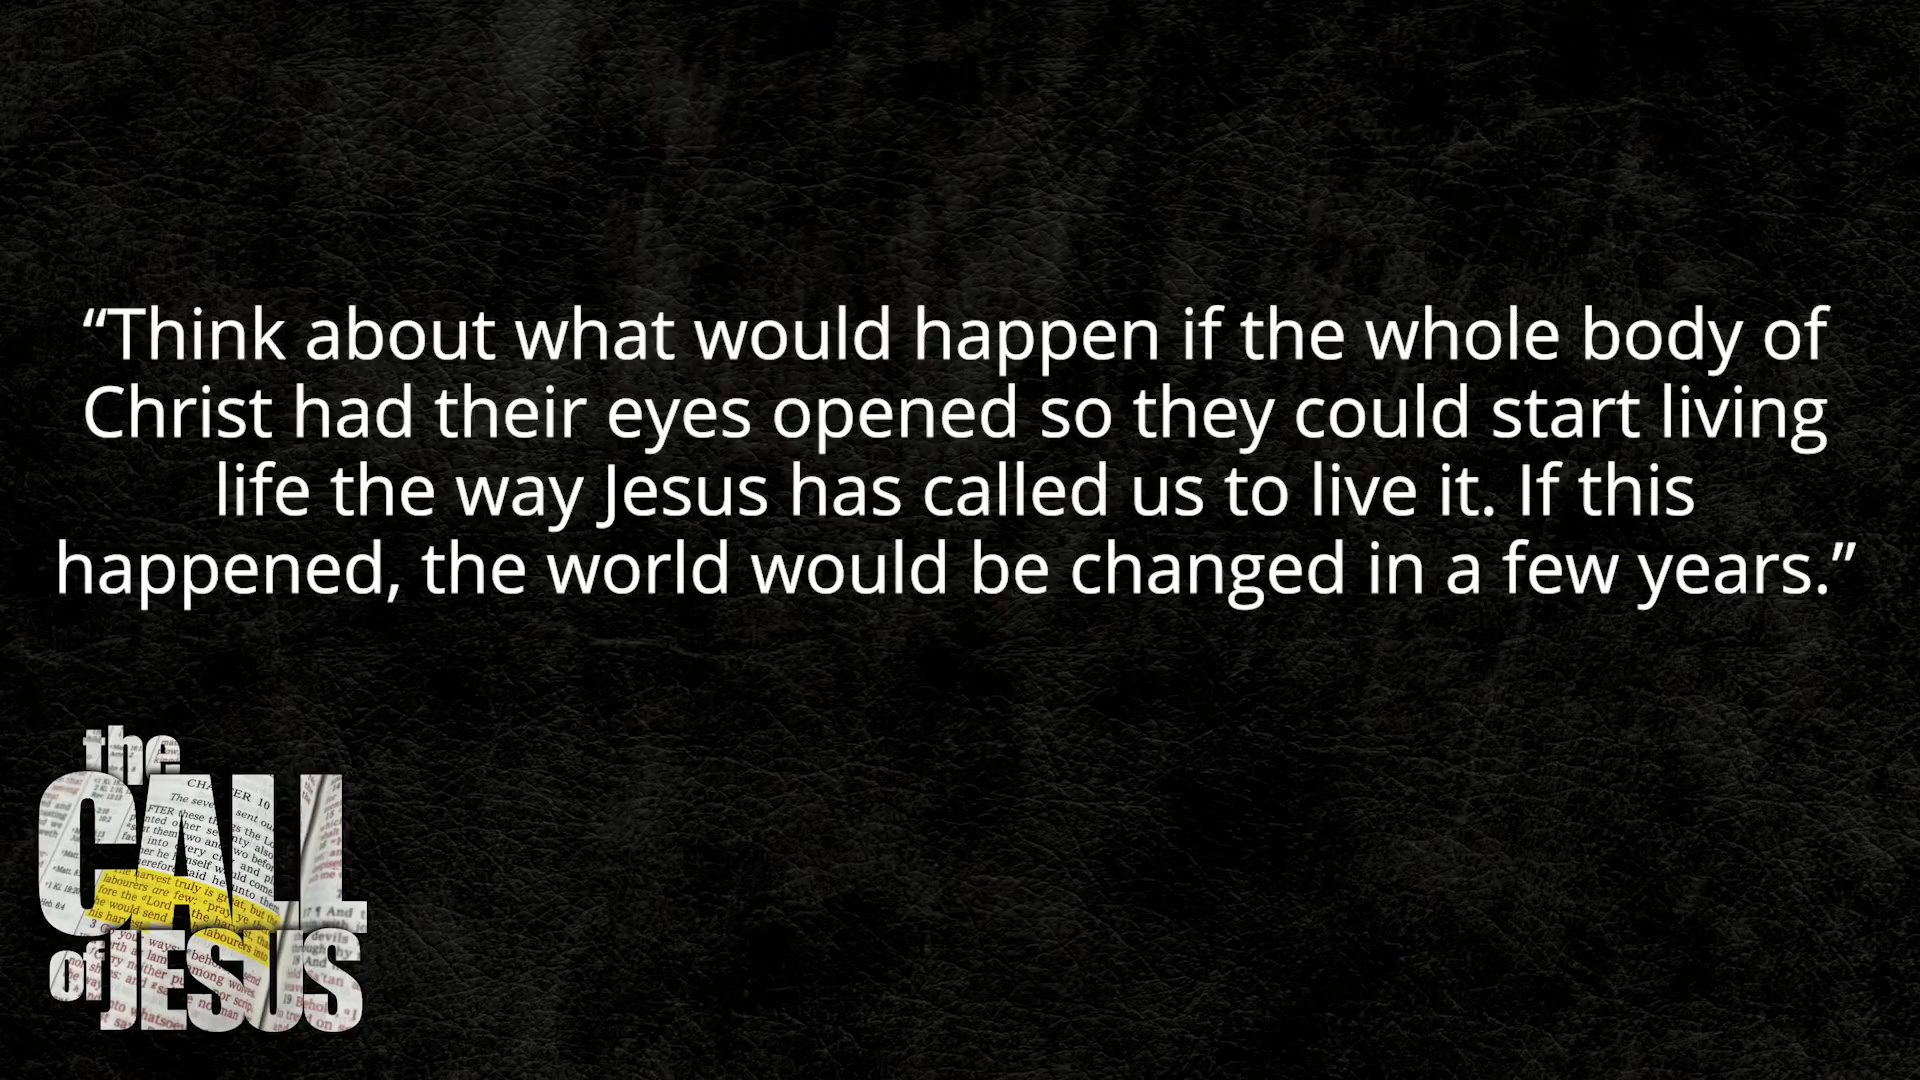 “Think about what would happen if the whole body of
Christ had their eyes opened so they could start living
life the way Jesus has called us to live it. If this
happened, the world would be changed in a few years.”
the
CALL
of JESUS